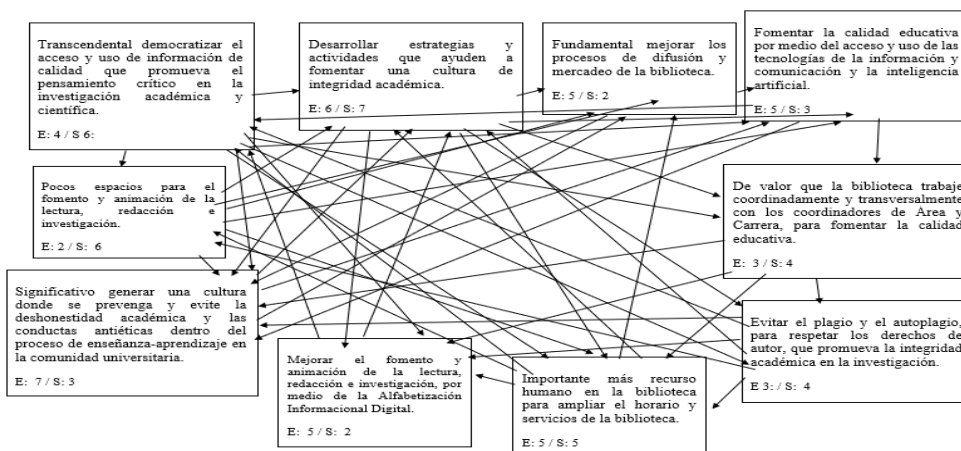 Transcendental democratizar el
acceso y uso de información de
calidad que promueva el
pensamiento crítico en la
investigación académica y
científica.
E: 4 / S 6:
Desarrollar estrategias y
actividades que ayuden a
fomentar una cultura de
integridad académica.
E: 6 / S: 7
Fundamental mejorar los
procesos de difusión y
mercadeo de la biblioteca.
E: 5 / S: 2
Fomentar la calidad educativa
por medio del acceso y uso de las
tecnologías de la información y
comunicación y la inteligencia
artificial.
E: 5 / S: 3
Pocos espacios para el
fomento y animación de la
lectura, redacción e
investigación.
E: 2 / S: 6
De valor que la biblioteca trabaje
coordinadamente y transversalmente
con los coordinadores de Área y
Carrera, para fomentar la calidad
educativa.
E: 3 / S: 4
Significativo generar una cultura
donde se prevenga y evite la
deshonestidad académica y las
conductas antiéticas dentro del
proceso de enseñanza-aprendizaje en
la comunidad universitaria.
E: 7 / S: 3
Mejorar el fomento y
animación de la lectura,
redacción e investigación, por
medio de la Alfabetización
Informacional Digital.
E: 5 / S: 2
Importante más recurso
humano en la biblioteca
para ampliar el horario y
servicios de la biblioteca.
E: 5 / S: 5
Evitar el plagio y el autoplagio,
para respetar los derechos de
autor, que promueva la integridad
académica en la investigación.
E 3: / S: 4